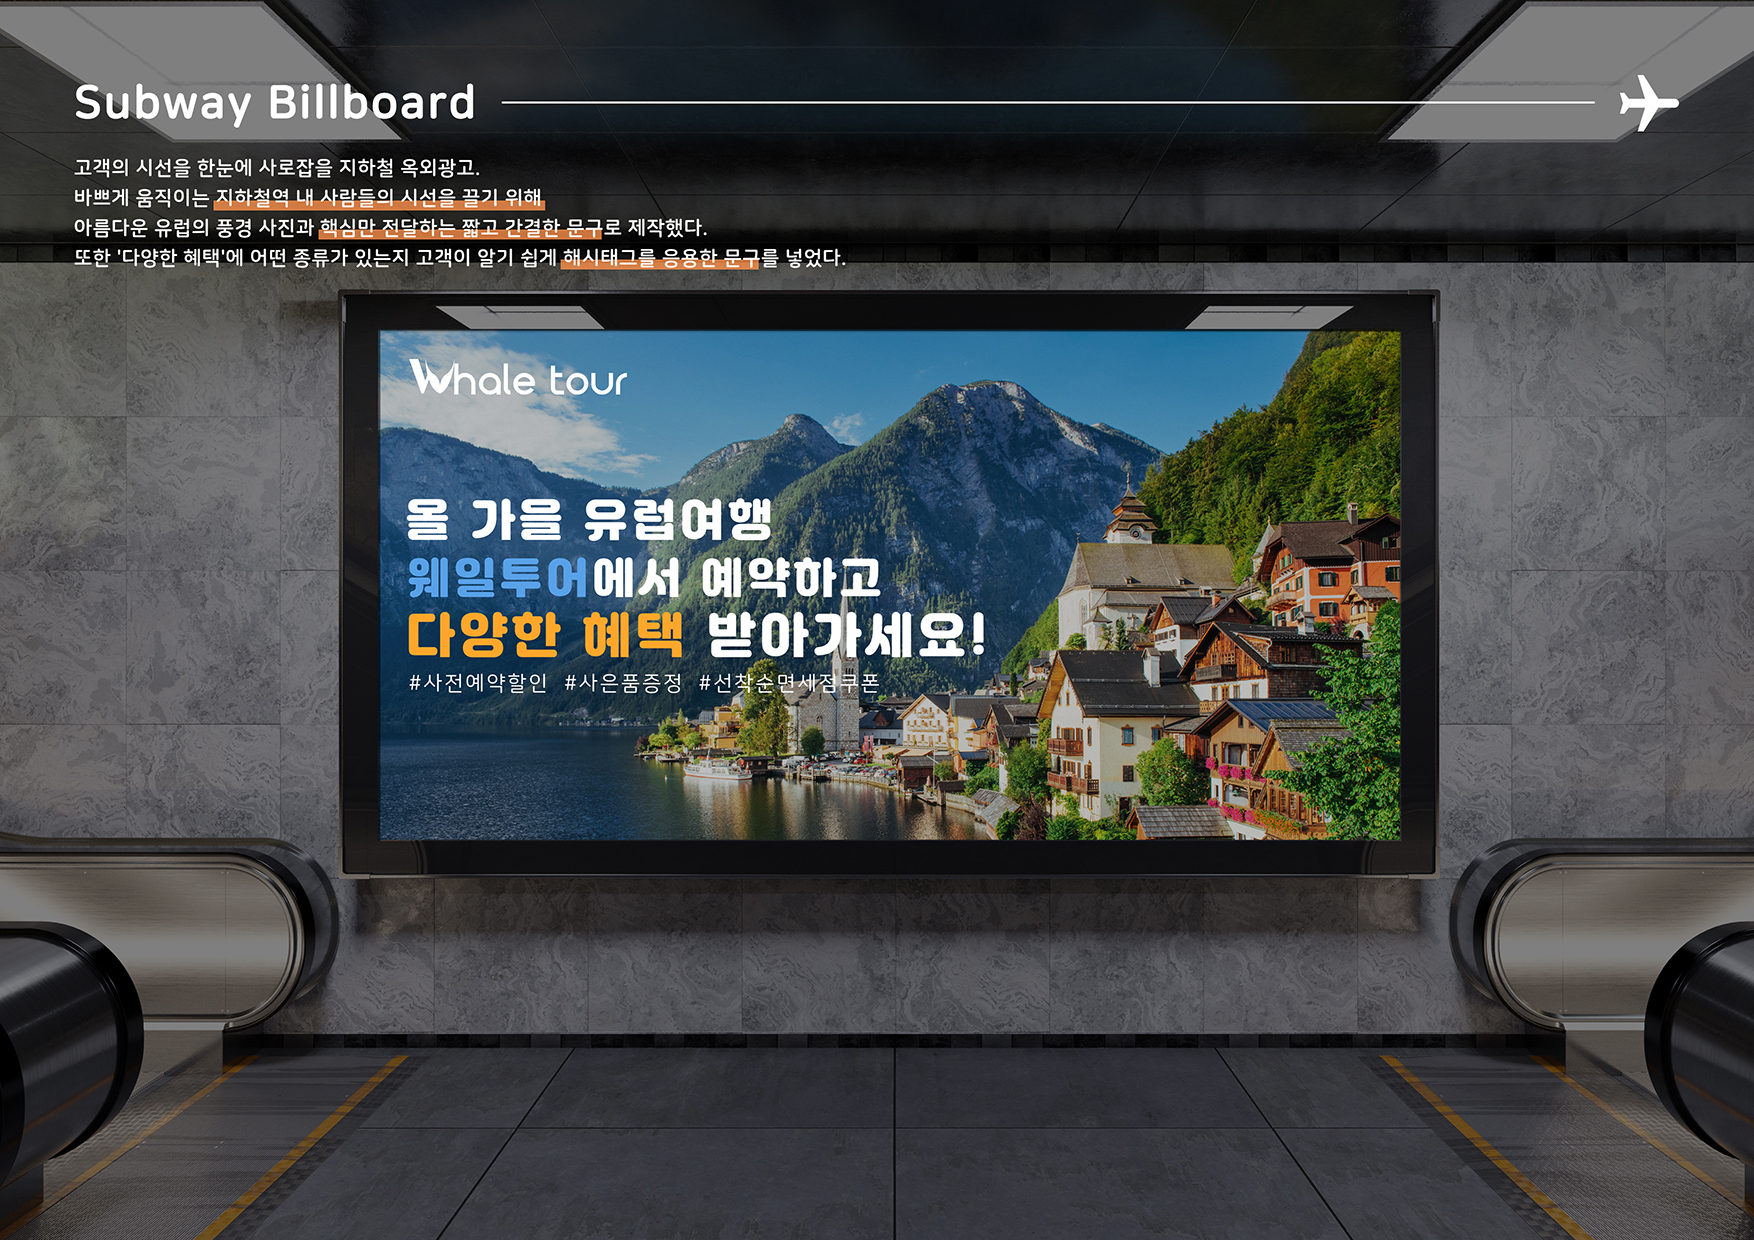 Subway Billboard
고객의 시선을 한눈에 사로잡을 지하철 옥외광고.
바쁘게 움직이는 지하철역 내 사람들의 시선을 끌기 위해
아름다운 유럽의 풍경 사진과 핵심만 전달하는 짧고 간결한 문구로 제작했다.
또한 '다양한 혜택'에 어떤 종류가 있는지 고객이 알기 쉽게 해시태그를 응용한 문구를 넣었다.
Whale tour
올 가을 유럽여행
웨일투어에서 예약하고
다양한 혜택 받아가세요!
#사전예약할인 #사은품증정 #선착순면세점쿠폰